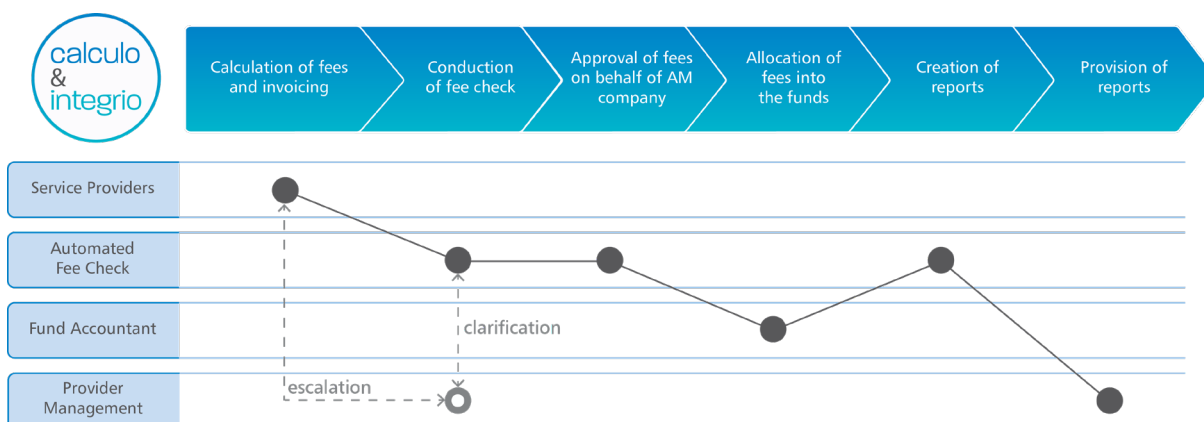 calculo
&
integrio
Calculation of fees
and invoicing
Conduction
of fee check
Approval of fees
on behalf of AM
company
Allocation of
fees into
the funds
Creation of
reports
Provision of
reports
Service Providers
Automated
Fee Check
Fund Accountant
clarification
Provider
Management
escalation